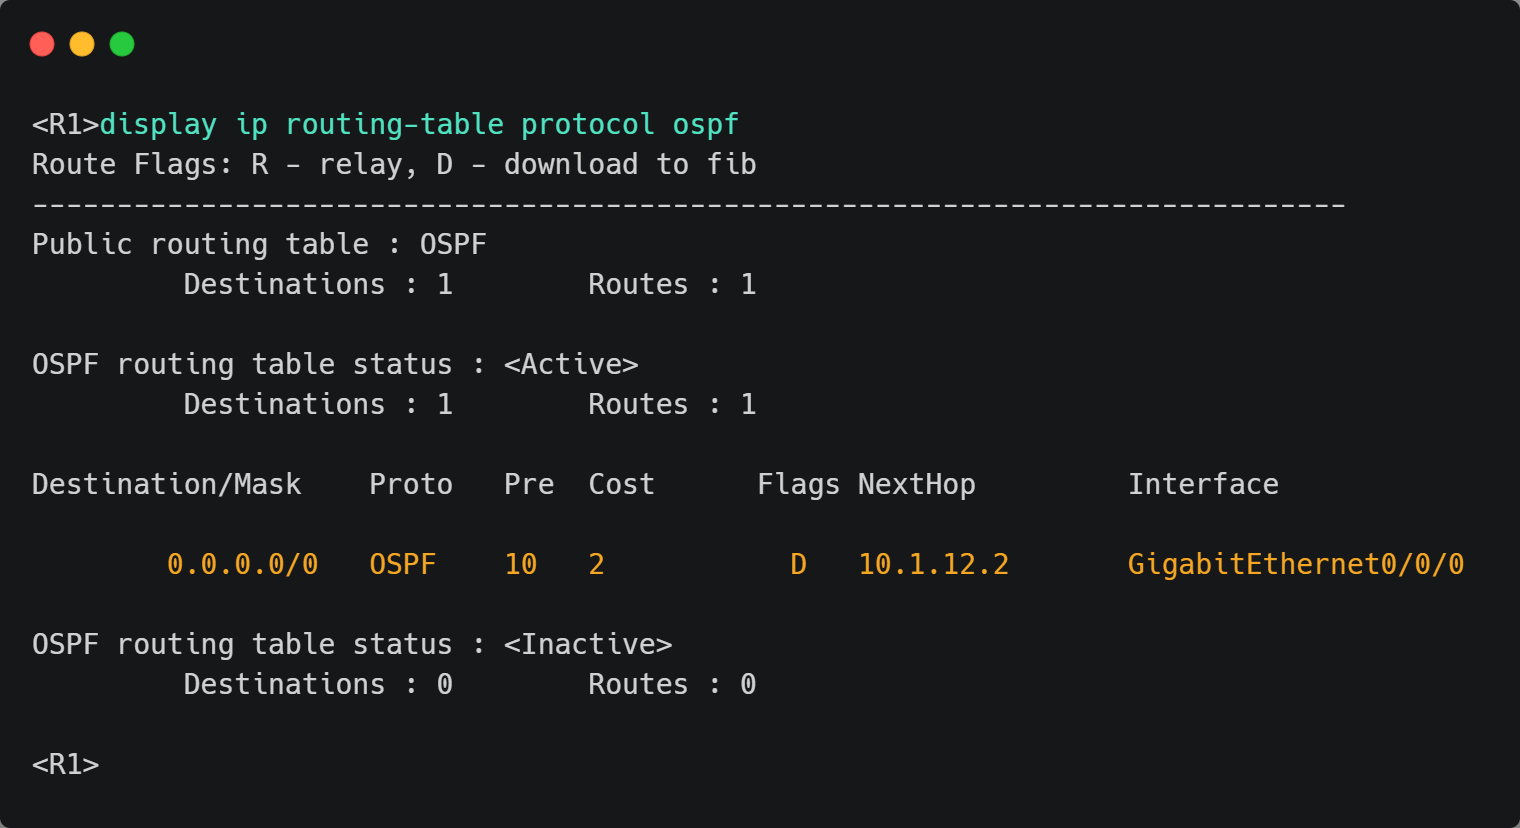 <R1>display ip routing-table protocol ospf
Route Flags: R - relay, D - download to fib
------------------------------------------------------------------------------
Public routing table : OSPF
         Destinations : 1        Routes : 1
OSPF routing table status : <Active>
         Destinations : 1        Routes : 1
Destination/Mask    Proto   Pre  Cost      Flags NextHop         Interface
        0.0.0.0/0   OSPF    10   2           D   10.1.12.2       GigabitEthernet0/0/0
OSPF routing table status : <Inactive>
         Destinations : 0        Routes : 0
<R1>